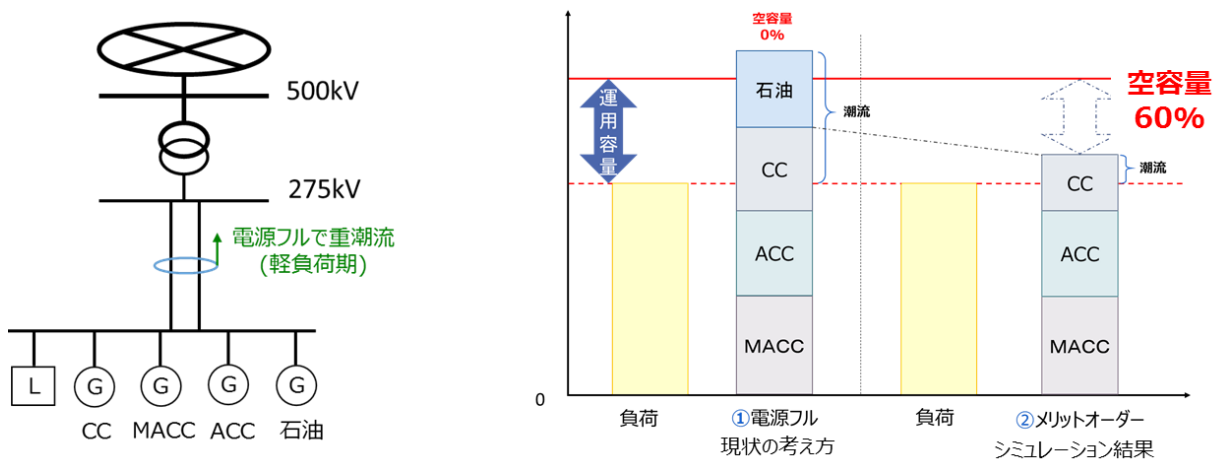 500kV
275kV
電源フルで重潮流
(軽負荷期)
L
G
G
G
G
CC
MACC
ACC
石油
空容量
0%
運用容量
石油
CC
ACC
MACC
潮流
空容量
60%
CC
ACC
MACC
潮流
0
負荷
①電源フル
現状の考え方
負荷
②メリットオーダー
シミュレーション結果